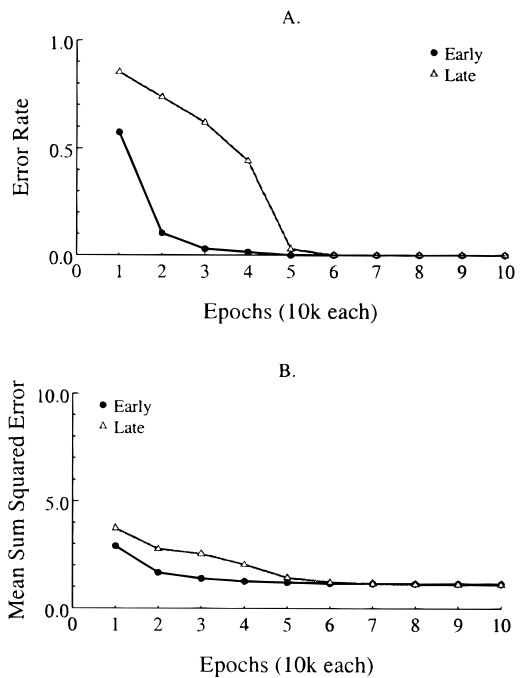 A.
1.0
Early
Late
Error Rate
0.5
0.0
0 1 2 3 4 5 6 7 8 9 10
Epochs (10k each)
B.
10.0
Early
Late
Mean Sum Squared Error
5.0
0.0
0 1 2 3 4 5 6 7 8 9 10
Epochs (10k each)